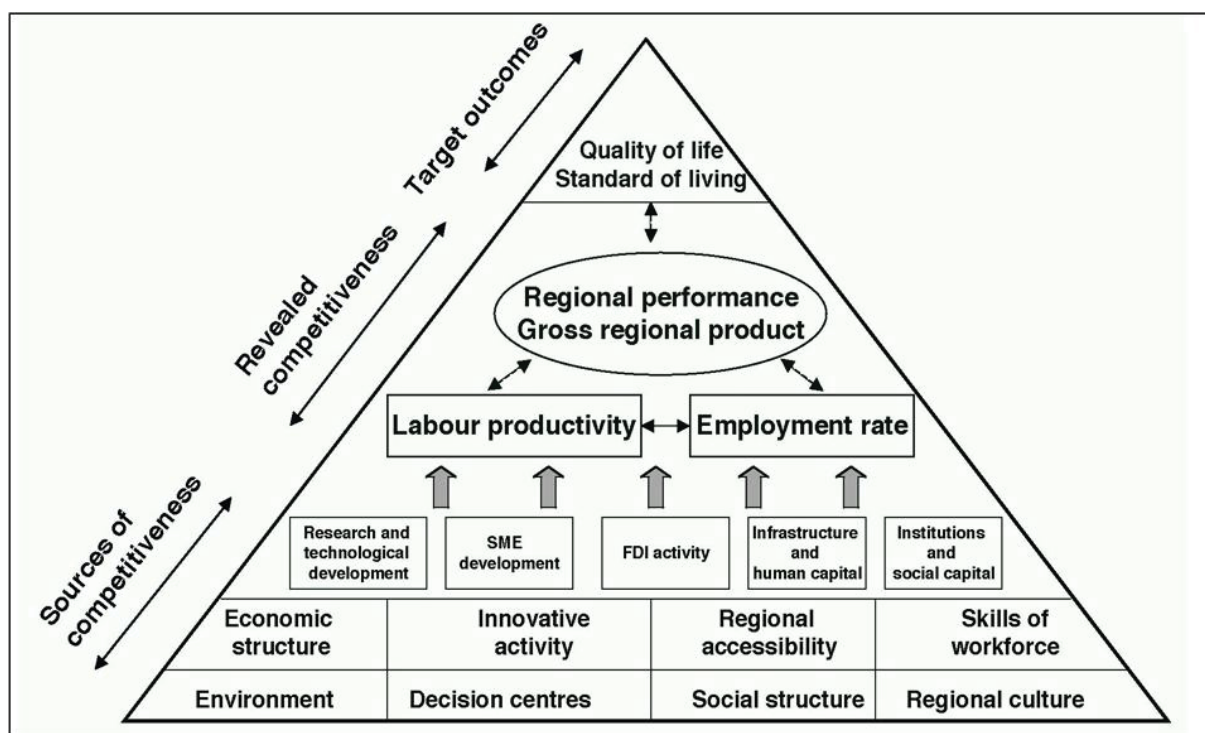 Target outcomes
Revealed
competitiveness
Sources of
competitiveness
Quality of life
Standard of living
Regional performance
Gross regional product
Labour productivity
Employment rate
Research and
technological
development
SME
development
FDI activity
Infrastructure
and
human capital
Institutions
and
social capital
Economic
structure
Innovative
activity
Regional
accessibility
Skills of
workforce
Environment
Decision centres
Social structure
Regional culture